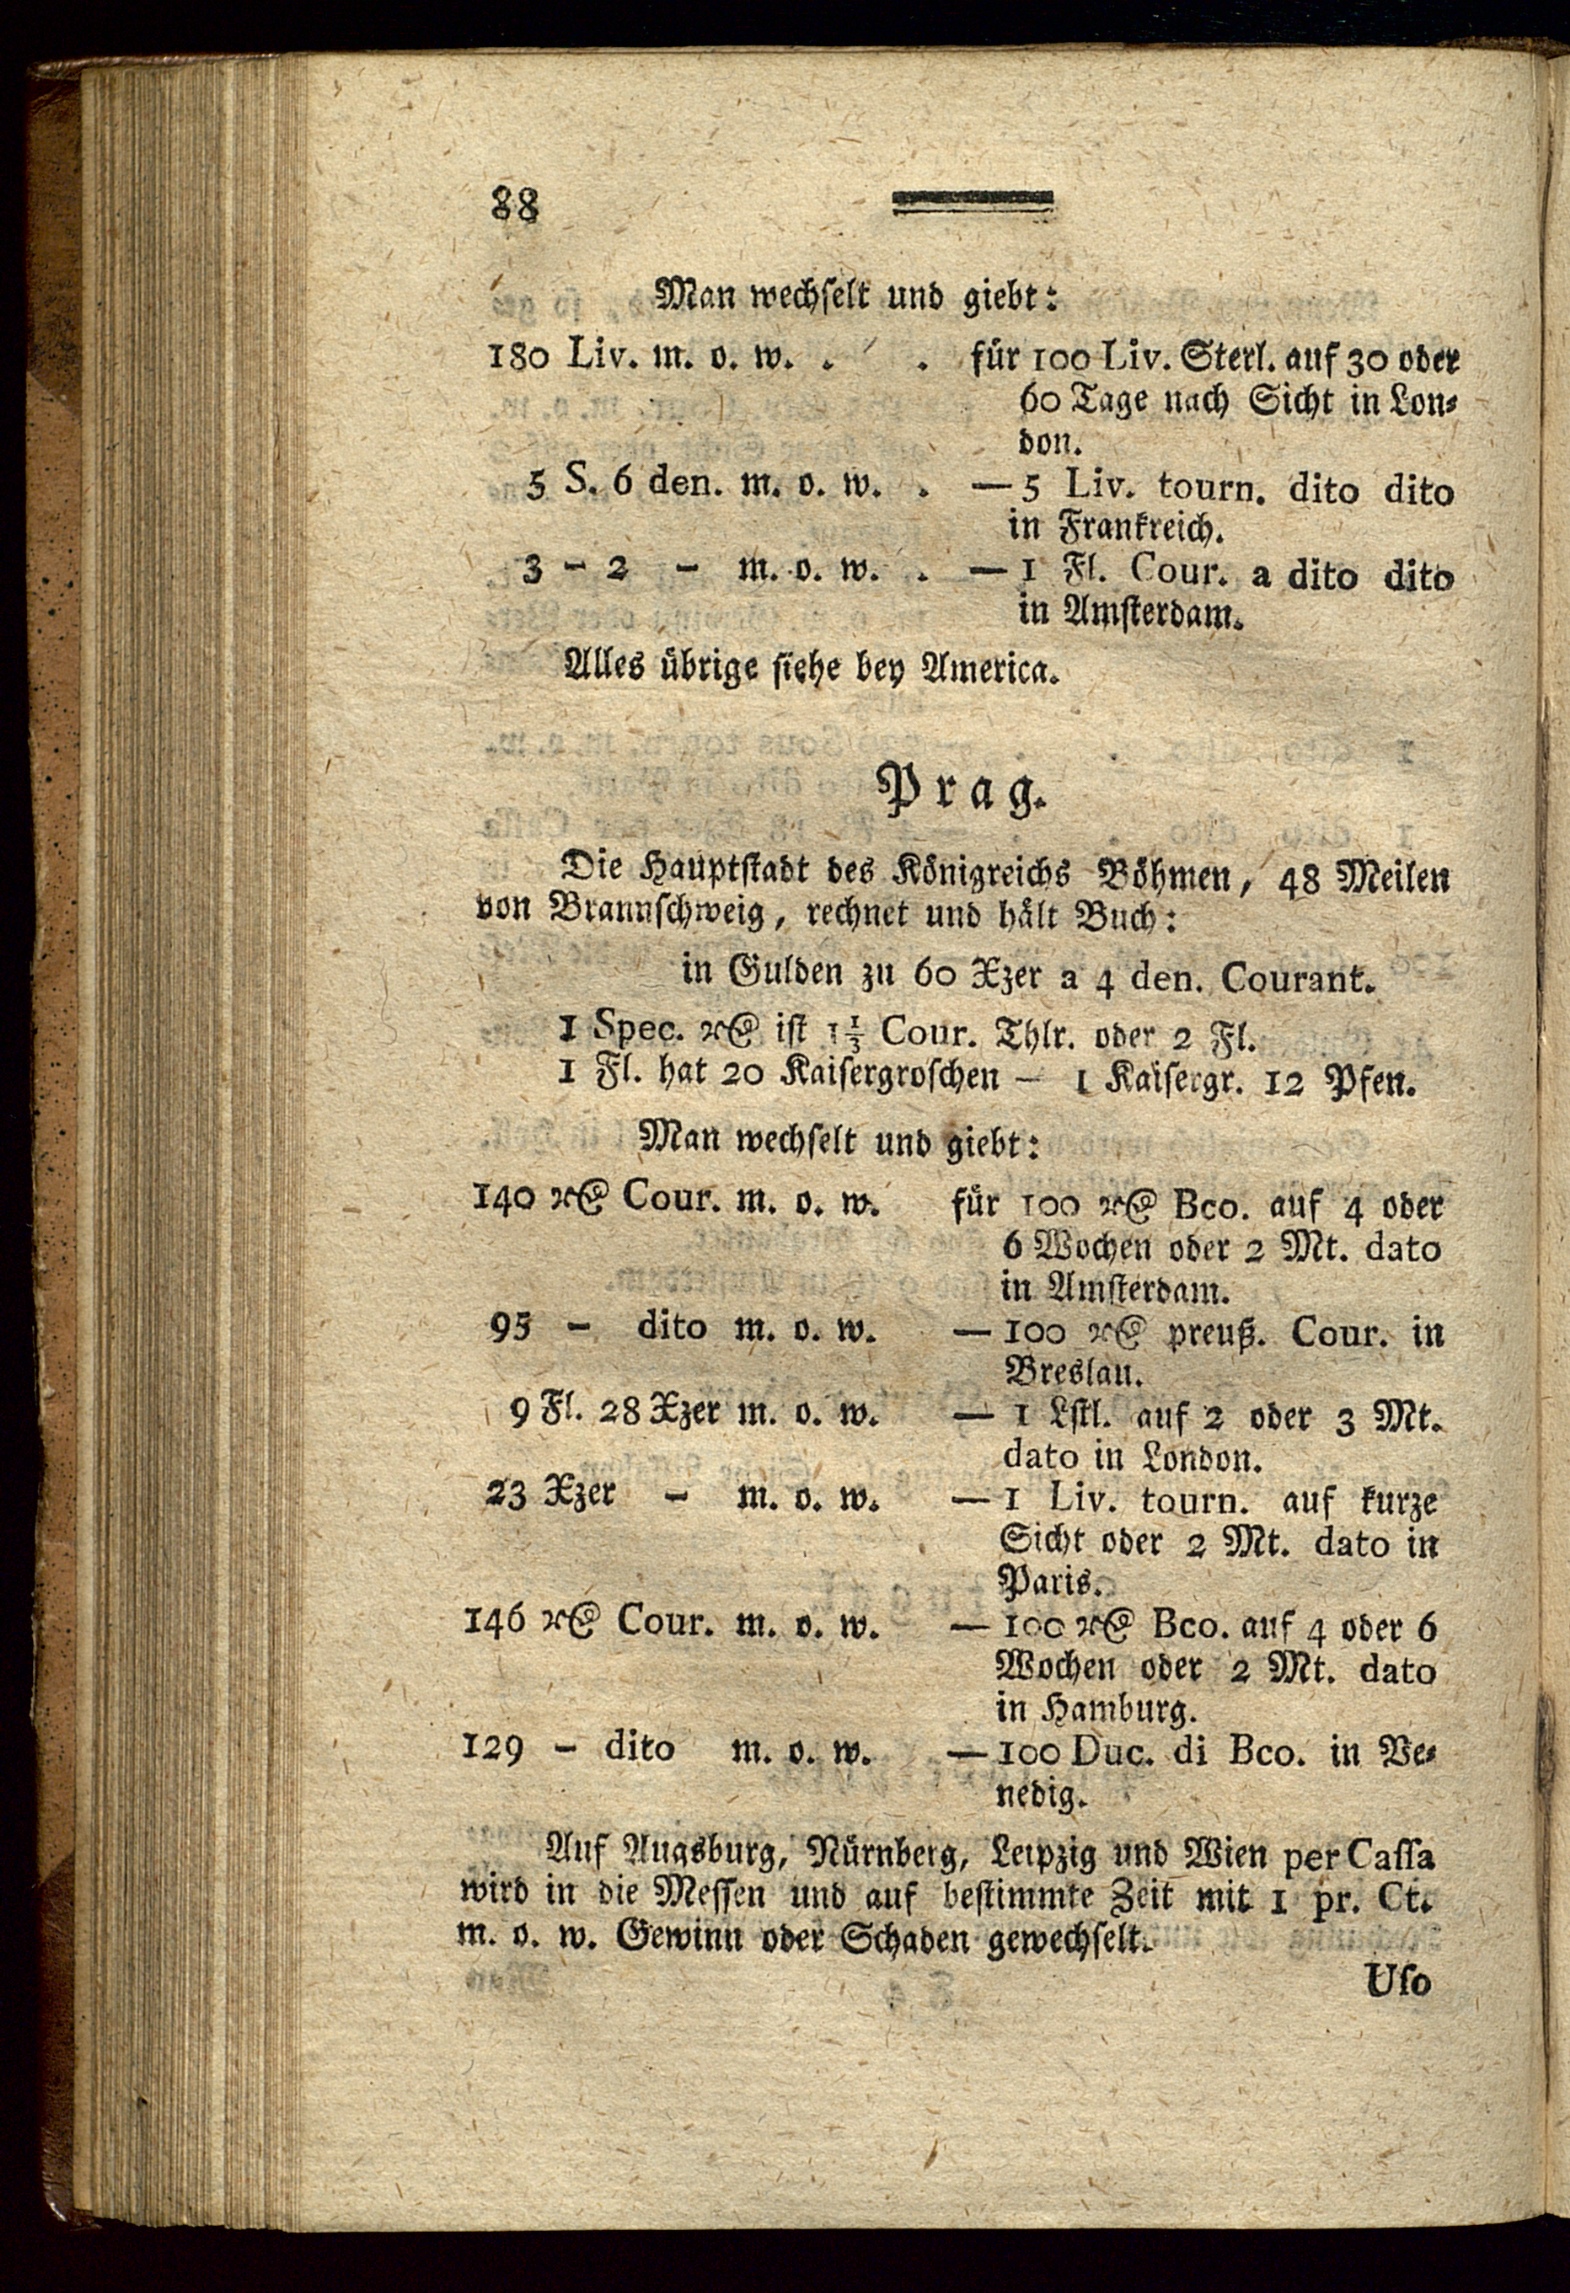 88
Man wechselt und giebt:
180 Liv. m. o. w. . . für 100 Liv. Sterl. auf 30 oder
60 Tage nach Sicht in Lon⸗
don.
5 S. 6 den. m. o. w. . — 5 Liv. tourn. dito dito
in Frankreich.
3 – 2 – m. o. w. . — 1 Fl. Cour. a dito dito
in Amsterdam.
Alles übrige siehe bey America.
Prag.
Die Hauptstadt des Königreichs Böhmen, 48 Meilen
von Brannschweig, rechnet und hält Buch:
in Gulden zu 60 Xzer a 4 den. Courant.
1 Spec. Rthlr. ist 1⅓ Cour. Thlr. oder 2 Fl.
1 Fl. hat 20 Kaisergroschen — 1 Kaisergr. 12 Pfen.
Man wechselt und giebt:
140 Rthlr. Cour. m. o. w. für 100 Rthlr. Bco. auf 4 oder
6 Wochen oder 2 Mt. dato
in Amsterdam.
95 – dito m. o. w. — 100 Rthlr. preuß. Cour. in
Breslau.
9 Fl. 28 Xzer m. o. w. — 1 Lstl. auf 2 oder 3 Mt.
dato in London.
23 Xzer – m. o. w. — 1 Liv. tourn. auf kurze
Sicht oder 2 Mt. dato in
Paris.
146 Rthlr. Cour. m. o. w. — 100 Rthlr. Bco. auf 4 oder 6
Wochen oder 2 Mt. dato
in Hamburg.
129 – dito m. o. w. — 100 Duc. di Bco. in Ve⸗
nedig.
Auf Augsburg, Nürnberg, Leipzig und Wien per Cassa
wird in die Messen und auf bestimmte Zeit mit 1 pr. Ct.
m. o. w. Gewinn oder Schaden gewechselt.
Uso